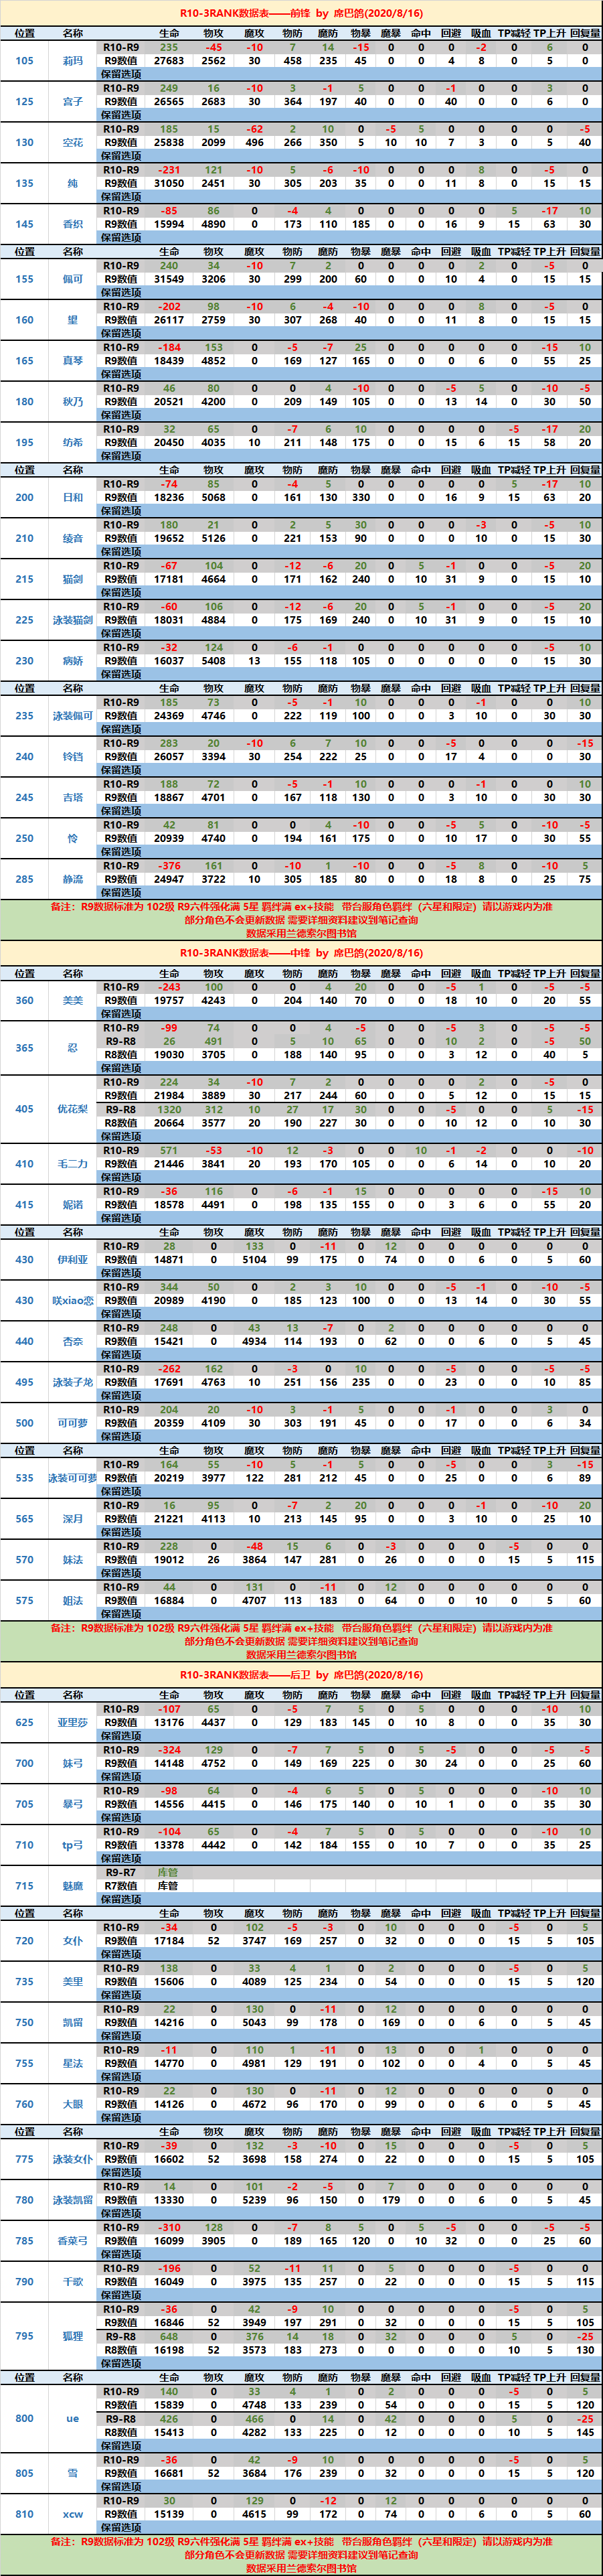 R10-3RANK数据表——前锋 by 席巴鸽(2020/8/16)
位置 名称 生命 物攻 魔攻 物防 魔防 物暴 魔暴 命中 回避 吸血 TP减轻 TP上升 回复量
105 莉玛 R10-R9 235 -45 -10 7 14 -15 0 0 0 -2 0 6 0
R9数值 27683 2562 30 458 235 45 0 0 4 8 0 5 0
保留选项
125 宫子 R10-R9 249 16 -10 3 -1 5 0 0 -1 0 0 3 0
R9数值 26565 2683 30 364 197 40 0 0 40 0 0 6 0
保留选项
130 空花 R10-R9 -185 15 -62 2 10 0 -5 5 0 0 0 0 -5
R9数值 25838 2099 496 266 350 5 10 10 7 3 0 5 40
保留选项
135 纯 R10-R9 -231 121 -10 5 -6 -10 0 0 0 8 0 -5 0
R9数值 31050 2451 30 305 203 35 0 0 11 8 0 15 15
保留选项
145 香织 R10-R9 -85 86 0 -4 4 0 0 0 0 0 5 -17 10
R9数值 15994 4890 0 173 110 185 0 0 16 9 15 63 30
保留选项
位置 名称 生命 物攻 魔攻 物防 魔防 物暴 魔暴 命中 回避 吸血 TP减轻 TP上升 回复量
155 佩可 R10-R9 240 34 -10 7 2 0 0 0 0 2 0 -5 0
R9数值 31549 3206 30 299 200 60 0 0 10 4 0 15 15
保留选项
160 望 R10-R9 -202 98 -10 6 -4 -10 0 0 0 8 0 -5 0
R9数值 26117 2759 30 307 268 40 0 0 11 8 0 15 15
保留选项
165 真琴 R10-R9 -184 153 0 -5 -7 25 0 0 0 0 0 -15 10
R9数值 18439 4852 0 169 127 165 0 0 0 6 0 55 25
保留选项
180 秋乃 R10-R9 46 80 0 0 4 -10 0 0 -5 5 0 -10 -5
R9数值 20521 4200 0 209 149 105 0 0 13 14 0 30 50
保留选项
195 纺希 R10-R9 32 65 0 -7 6 10 0 0 0 0 -5 -17 20
R9数值 20450 4035 10 211 148 175 0 0 15 6 15 58 20
保留选项
位置 名称 生命 物攻 魔攻 物防 魔防 物暴 魔暴 命中 回避 吸血 TP减轻 TP上升 回复量
200 日和 R10-R9 -74 85 0 -4 5 0 0 0 0 0 5 -17 10
R9数值 18236 5068 0 161 130 330 0 0 16 9 15 63 20
保留选项
210 绫音 R10-R9 180 21 0 2 5 30 0 0 0 -3 0 -5 10
R9数值 19652 5126 0 221 153 90 0 0 0 10 0 15 30
保留选项
215 猫剑 R10-R9 -67 104 0 -12 -6 20 0 5 -1 0 0 -5 20
R9数值 17181 4664 0 171 162 240 0 10 31 9 0 15 10
保留选项
225 泳装猫剑 R10-R9 -60 106 0 -12 -6 20 0 5 -1 0 0 -5 20
R9数值 18031 4884 0 175 169 240 0 10 31 9 0 15 10
保留选项
230 病娇 R10-R9 -32 124 0 -6 -1 0 0 0 0 0 0 -5 10
R9数值 16037 5408 13 155 118 105 0 0 0 0 0 15 30
保留选项
位置 名称 生命 物攻 魔攻 物防 魔防 物暴 魔暴 命中 回避 吸血 TP减轻 TP上升 回复量
235 泳装佩可 R10-R9 185 73 0 -5 -1 10 0 0 0 -1 0 0 10
R9数值 24369 4746 0 222 119 100 0 0 3 10 0 30 30
保留选项
240 铃铛 R10-R9 283 20 -10 6 7 10 0 0 -5 0 0 0 -15
R9数值 26057 3394 30 254 222 25 0 0 17 4 0 0 30
保留选项
245 吉塔 R10-R9 188 72 0 -5 -1 10 0 0 0 -1 0 0 10
R9数值 18867 4701 0 167 118 130 0 0 3 10 0 30 30
保留选项
250 怜 R10-R9 42 81 0 0 4 -10 0 0 -5 5 0 -10 -5
R9数值 20939 4740 0 194 161 175 0 0 10 17 0 30 55
保留选项
285 静流 R10-R9 -376 161 0 -10 1 -10 0 0 -5 8 0 -10 5
R9数值 24947 3722 10 305 185 80 0 0 18 8 0 25 75
保留选项
备注：R9数据标准为 102级 R9六件强化满 5星 羁绊满 ex+技能 带台服角色羁绊（六星和限定）请以游戏内为准
部分角色不会更新数据 需要详细资料建议到笔记查询
数据采用兰德索尔图书馆
R10-3RANK数据表——中锋 by 席巴鸽(2020/8/16)
位置 名称 生命 物攻 魔攻 物防 魔防 物暴 魔暴 命中 回避 吸血 TP减轻 TP上升 回复量
360 美美 R10-R9 -243 100 0 0 4 20 0 0 -5 1 0 -5 -5
R9数值 19757 4243 0 204 140 70 0 0 18 10 0 20 55
保留选项
365 忍 R10-R9 -99 74 0 0 4 -5 0 0 -5 3 0 -5 -5
R9-R8 26 491 0 5 10 65 0 0 10 2 0 -5 50
R8数值 19030 3705 0 188 140 95 0 0 3 12 0 40 5
保留选项
405 优花梨 R10-R9 224 34 -10 7 2 0 0 0 0 2 0 -5 0
R9数值 21984 3889 30 217 244 60 0 0 5 12 0 15 15
R9-R8 1320 312 10 27 17 30 0 0 -5 0 0 5 -15
R8数值 20664 3577 20 190 227 30 0 0 10 12 0 10 30
保留选项
410 毛二力 R10-R9 571 -53 -10 12 -3 0 0 10 -1 -2 0 0 -10
R9数值 21446 3841 20 193 170 105 0 0 6 14 0 10 20
保留选项
415 妮诺 R10-R9 -36 116 0 -6 -1 15 0 0 0 0 0 -15 10
R9数值 18578 4491 0 198 135 155 0 0 3 6 0 55 20
保留选项
位置 名称 生命 物攻 魔攻 物防 魔防 物暴 魔暴 命中 回避 吸血 TP减轻 TP上升 回复量
430 伊利亚 R10-R9 28 0 133 0 -11 0 12 0 0 0 0 0 0
R9数值 14871 0 5104 99 175 0 74 0 0 6 0 5 60
保留选项
430 咲xiao恋 R10-R9 344 50 0 2 3 10 0 0 -5 -1 0 -10 -5
R9数值 20989 4190 0 185 123 100 0 0 13 14 0 30 55
保留选项
440 杏奈 R10-R9 248 0 43 13 -7 0 2 0 0 0 0 0 0
R9数值 15421 0 4934 114 193 0 62 0 0 6 0 5 45
保留选项
495 泳装子龙 R10-R9 -262 162 0 -3 0 10 0 0 -5 0 0 -5 -5
R9数值 17691 4763 10 251 156 235 0 0 23 0 0 10 85
保留选项
500 可可萝 R10-R9 204 20 -10 3 -1 5 0 0 -1 0 0 3 0
R9数值 20359 4109 30 303 191 45 0 0 17 0 0 6 34
保留选项
位置 名称 生命 物攻 魔攻 物防 魔防 物暴 魔暴 命中 回避 吸血 TP减轻 TP上升 回复量
535 泳装可可萝 R10-R9 164 55 -10 5 -1 5 0 0 -5 0 0 3 -15
R9数值 20219 3977 122 281 212 45 0 0 25 0 0 6 89
保留选项
565 深月 R10-R9 16 95 0 -7 2 20 0 0 0 -1 0 -10 20
R9数值 21221 4113 10 213 145 95 0 0 3 10 0 25 10
保留选项
570 妹法 R10-R9 228 0 -48 15 6 0 -3 0 0 0 -5 0 0
R9数值 19012 26 3864 147 281 0 26 0 0 0 15 5 115
保留选项
575 姐法 R10-R9 44 0 131 0 -11 0 12 0 0 0 0 0 0
R9数值 16884 0 4707 113 183 0 64 0 0 10 0 5 60
保留选项
备注：R9数据标准为 102级 R9六件强化满 5星 羁绊满 ex+技能 带台服角色羁绊（六星和限定）请以游戏内为准
部分角色不会更新数据 需要详细资料建议到笔记查询
数据采用兰德索尔图书馆
R10-3RANK数据表——后卫 by 席巴鸽(2020/8/16)
位置 名称 生命 物攻 魔攻 物防 魔防 物暴 魔暴 命中 回避 吸血 TP减轻 TP上升 回复量
625 亚里莎 R10-R9 -107 65 0 -5 7 5 0 5 0 0 0 -10 10
R9数值 13176 4437 0 129 183 145 0 10 8 0 0 35 30
保留选项
700 妹弓 R10-R9 -324 129 0 -7 7 5 0 5 -5 0 0 -5 -5
R9数值 14148 4752 0 149 169 225 0 30 24 0 0 25 60
保留选项
705 暴弓 R10-R9 -98 64 0 -4 6 5 0 5 0 0 0 -10 10
R9数值 14556 4415 0 146 175 140 0 10 1 0 0 35 30
保留选项
710 tp弓 R10-R9 -104 65 0 -4 7 5 0 5 0 0 0 -10 10
R9数值 13378 4442 0 142 184 155 0 10 7 0 0 35 25
保留选项
715 魅魔 R9-R7 库管
R7数值 库管
保留选项
位置 名称 生命 物攻 魔攻 物防 魔防 物暴 魔暴 命中 回避 吸血 TP减轻 TP上升 回复量
720 女仆 R10-R9 -34 0 102 -5 -3 0 10 0 0 0 -5 0 5
R9数值 17184 52 3747 169 257 0 32 0 0 0 15 5 105
保留选项
735 美里 R10-R9 138 0 33 4 1 0 2 0 0 0 -5 0 5
R9数值 15606 0 4089 125 234 0 54 0 0 0 15 5 120
保留选项
750 凯留 R10-R9 22 0 130 0 -11 0 12 0 0 0 0 0 0
R9数值 14216 0 5043 99 178 0 169 0 0 6 0 5 45
保留选项
755 星法 R10-R9 -11 0 110 1 -11 0 13 0 0 1 0 0 0
R9数值 14770 0 4981 129 191 0 102 0 0 4 0 5 45
保留选项
760 大眼 R10-R9 22 0 130 0 -11 0 12 0 0 0 0 0 0
R9数值 14126 0 4672 96 170 0 99 0 0 6 0 5 45
保留选项
位置 名称 生命 物攻 魔攻 物防 魔防 物暴 魔暴 命中 回避 吸血 TP减轻 TP上升 回复量
775 泳装女仆 R10-R9 -39 0 132 -3 -10 0 15 0 0 0 -5 0 5
R9数值 16602 52 3698 158 274 0 22 0 0 0 15 5 105
保留选项
780 泳装凯留 R10-R9 14 0 101 -2 -5 0 7 0 0 0 0 0 0
R9数值 13330 0 5239 96 150 0 179 0 0 6 0 5 45
保留选项
785 香菜弓 R10-R9 -310 128 0 -7 8 5 0 5 -5 0 0 -5 -5
R9数值 16099 3905 0 189 165 120 0 10 32 0 0 25 60
保留选项
790 千歌 R10-R9 -196 0 52 -11 11 0 5 0 0 0 -5 0 0
R9数值 16049 0 3975 135 257 0 22 0 0 0 15 5 115
保留选项
795 狐狸 R10-R9 -36 0 42 -9 10 0 0 0 0 0 -5 0 5
R9数值 16846 52 3949 197 291 0 32 0 0 0 15 5 105
R9-R8 648 0 376 14 18 0 32 0 0 0 5 0 -25
R8数值 16198 52 3573 183 273 0 0 0 0 0 10 5 130
保留选项
位置 名称 生命 物攻 魔攻 物防 魔防 物暴 魔暴 命中 回避 吸血 TP减轻 TP上升 回复量
800 ue R10-R9 140 0 33 4 1 0 2 0 0 0 -5 0 5
R9数值 15839 0 4748 133 239 0 54 0 0 0 15 5 120
R9-R8 426 0 466 0 14 0 42 0 0 0 5 0 -25
R8数值 15413 0 4282 133 225 0 12 0 0 0 10 5 145
保留选项
805 雪 R10-R9 -36 0 42 -9 10 0 0 0 0 0 -5 0 5
R9数值 16681 52 3684 176 239 0 32 0 0 0 15 5 120
保留选项
810 xcw R10-R9 30 0 129 0 -12 0 12 0 0 0 0 0 0
R9数值 15139 0 4615 99 172 0 74 0 0 6 0 5 60
保留选项
备注：R9数据标准为 102级 R9六件强化满 5星 羁绊满 ex+技能 带台服角色羁绊（六星和限定）请以游戏内为准
部分角色不会更新数据 需要详细资料建议到笔记查询
数据采用兰德索尔图书馆